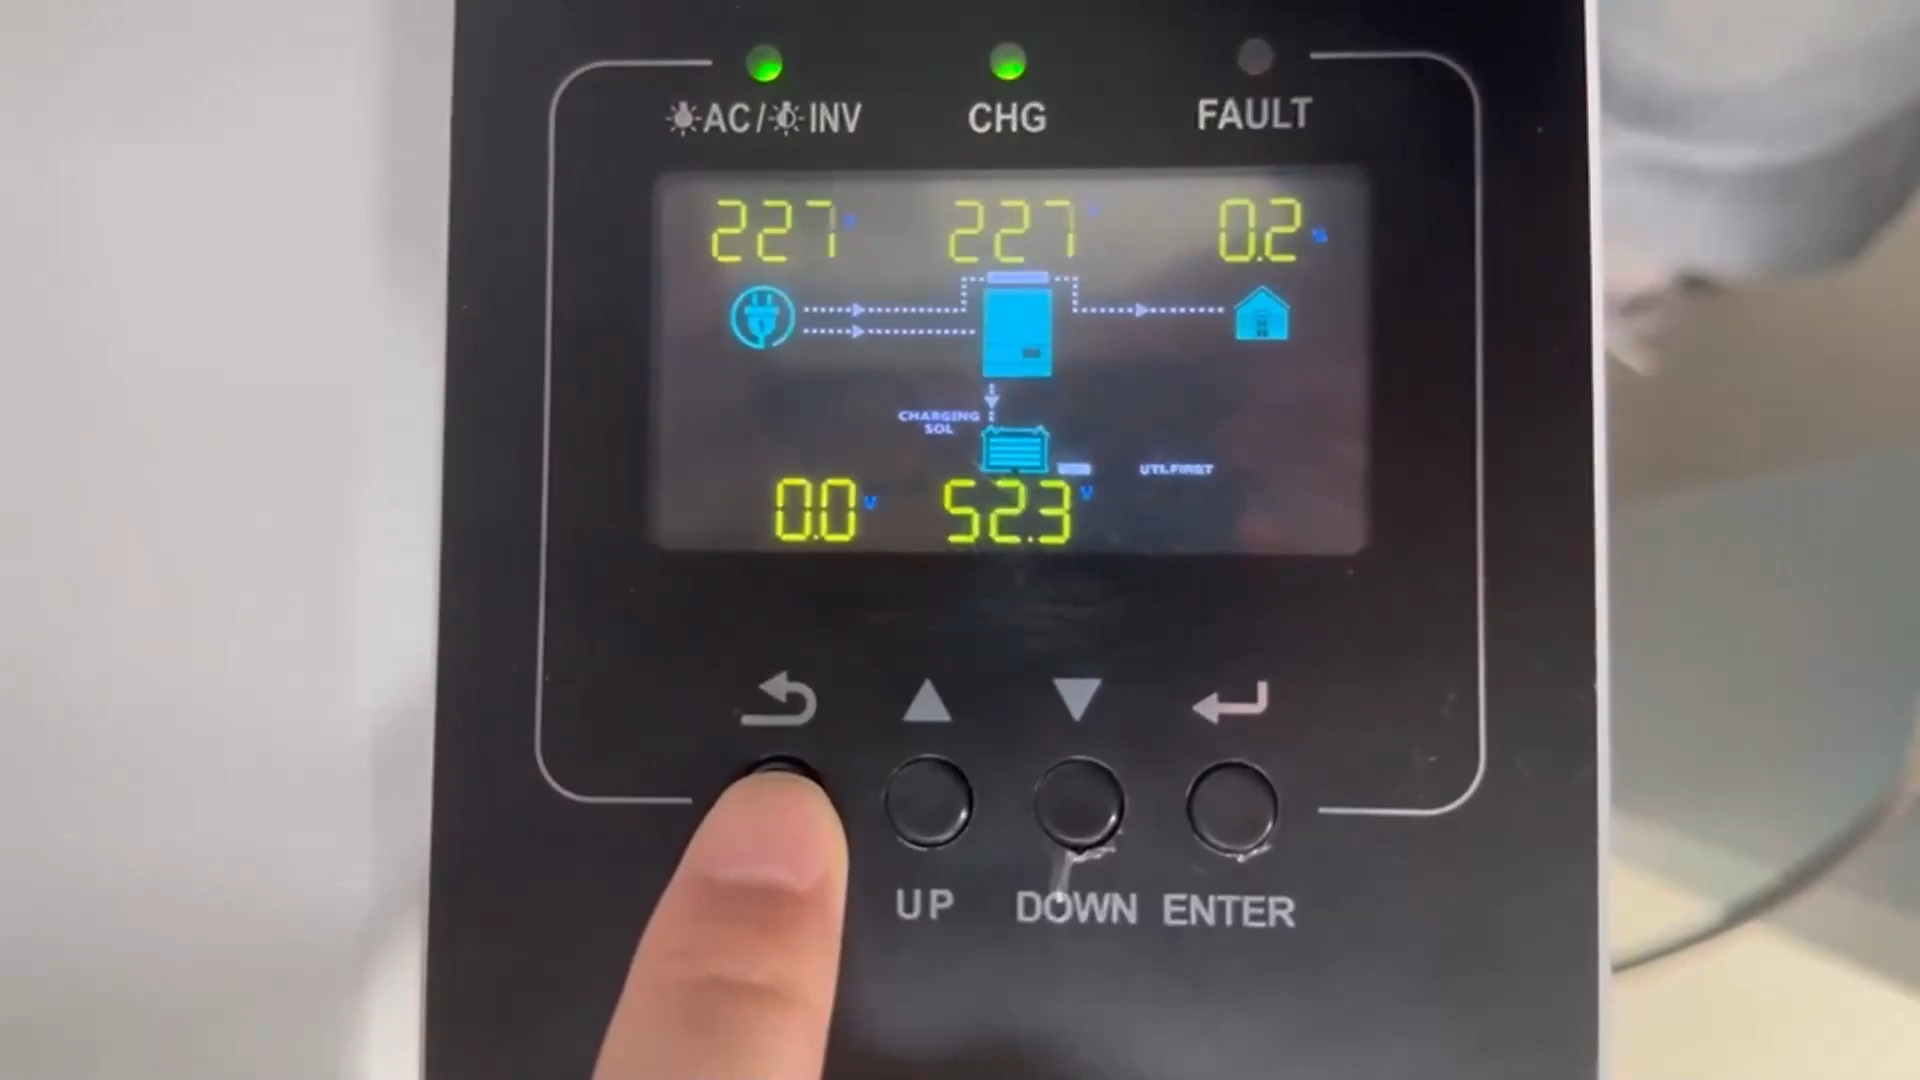 AC/ INV CHG FAULT
227 227 0.2
CHARGING
SOL
UTI.FIRST
0.0 V 52.3 V
UP DOWN ENTER